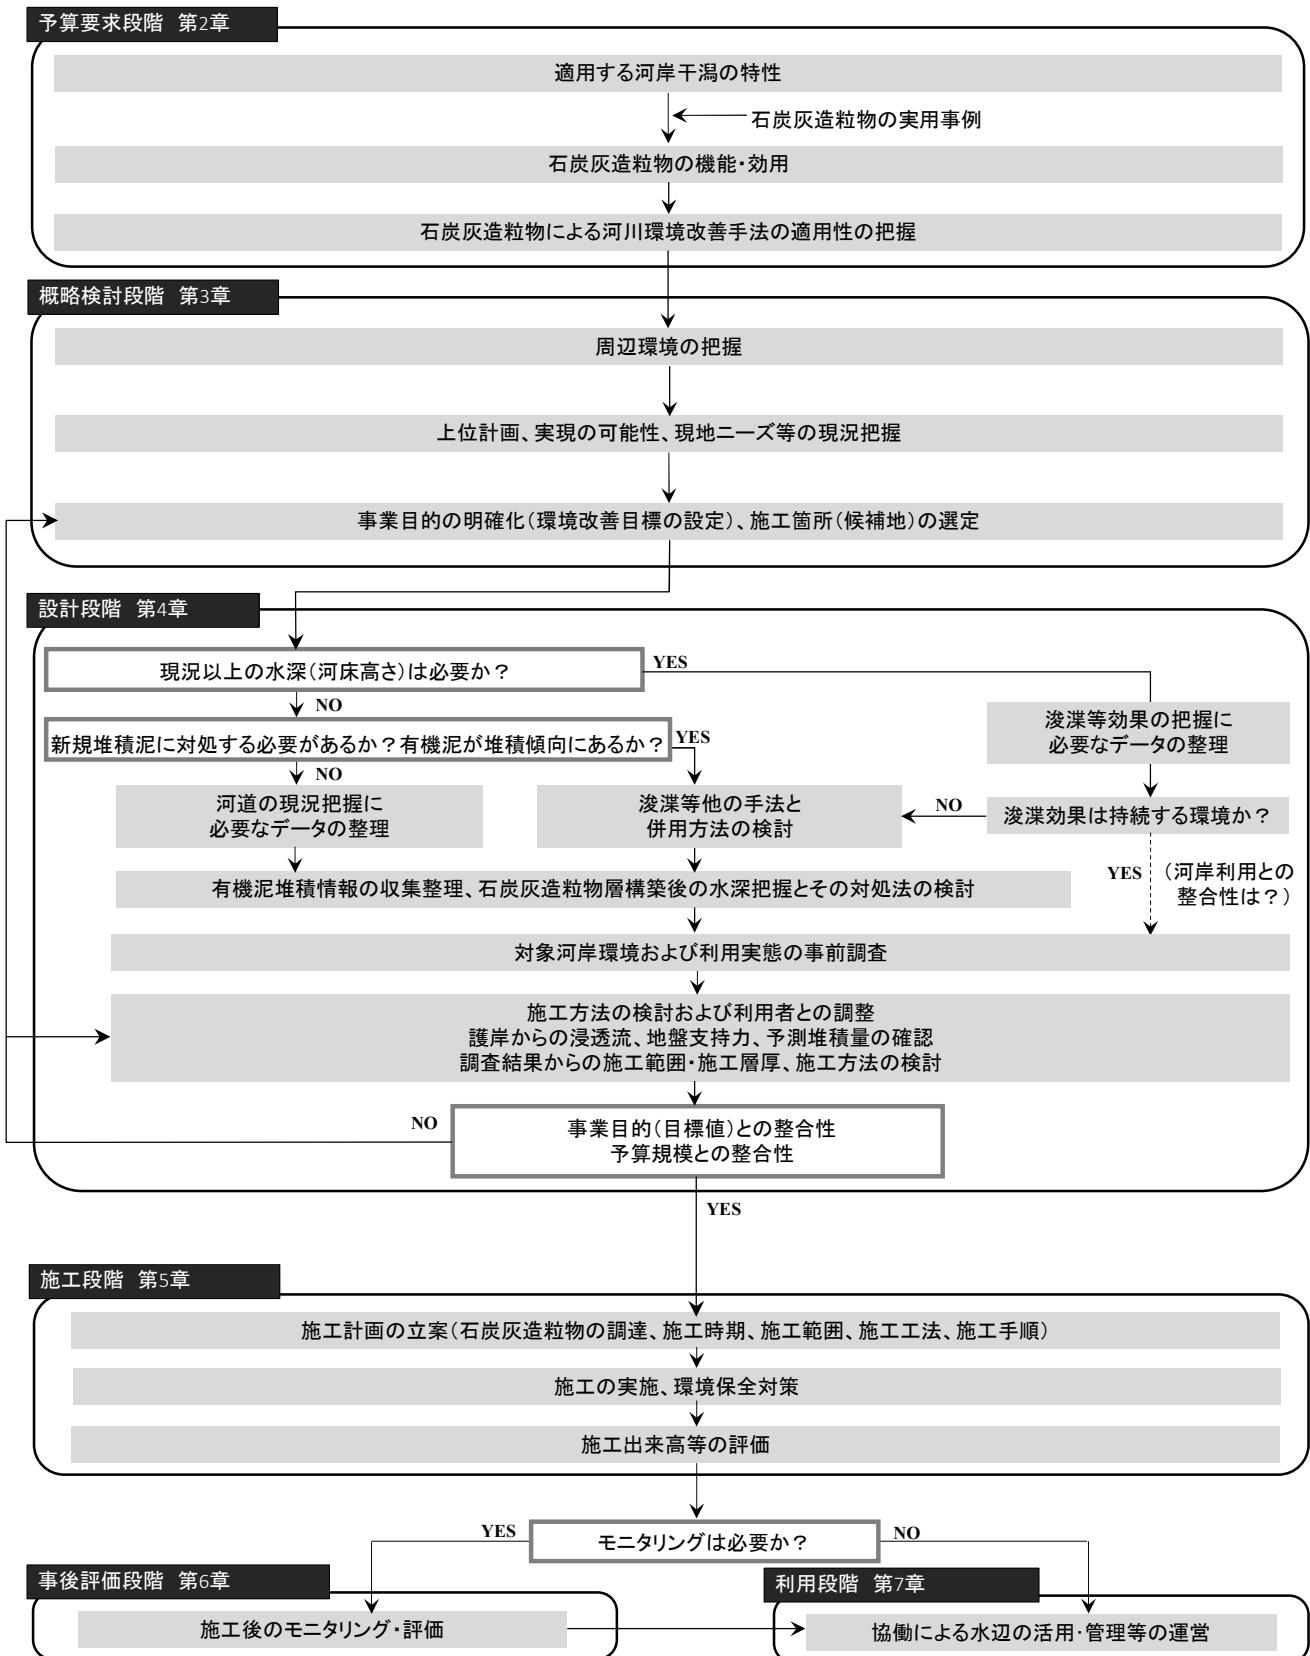 予算要求段階 第2章
適用する河岸干潟の特性
石炭灰造粒物の実用事例
石炭灰造粒物の機能・効用
石炭灰造粒物による河川環境改善手法の適用性の把握
概略検討段階 第3章
周辺環境の把握
上位計画、実現の可能性、現地ニーズ等の現況把握
事業目的の明確化(環境改善目標の設定)、施工箇所(候補地)の選定
設計段階 第4章
現況以上の水深(河床高さ)は必要か?
YES
NO
新規堆積泥に対処する必要があるか?有機泥が堆積傾向にあるか?
YES
浚渫等効果の把握に
必要なデータの整理
NO
河道の現況把握に
必要なデータの整理
浚渫等他の手法と
併用方法の検討
NO
浚渫効果は持続する環境か?
YES
(河岸利用との
整合性は?)
有機泥堆積情報の収集整理、石炭灰造粒物層構築後の水深把握とその対処法の検討
対象河岸環境および利用実態の事前調査
施工方法の検討および利用者との調整
護岸からの浸透流、地盤支持力、予測堆積量の確認
調査結果からの施工範囲・施工層厚、施工方法の検討
NO
事業目的(目標値)との整合性
予算規模との整合性
YES
施工段階 第5章
施工計画の立案(石炭灰造粒物の調達、施工時期、施工範囲、施工工法、施工手順)
施工の実施、環境保全対策
施工出来高等の評価
YES
モニタリングは必要か?
NO
事後評価段階 第6章
施工後のモニタリング・評価
利用段階 第7章
協働による水辺の活用・管理等の運営